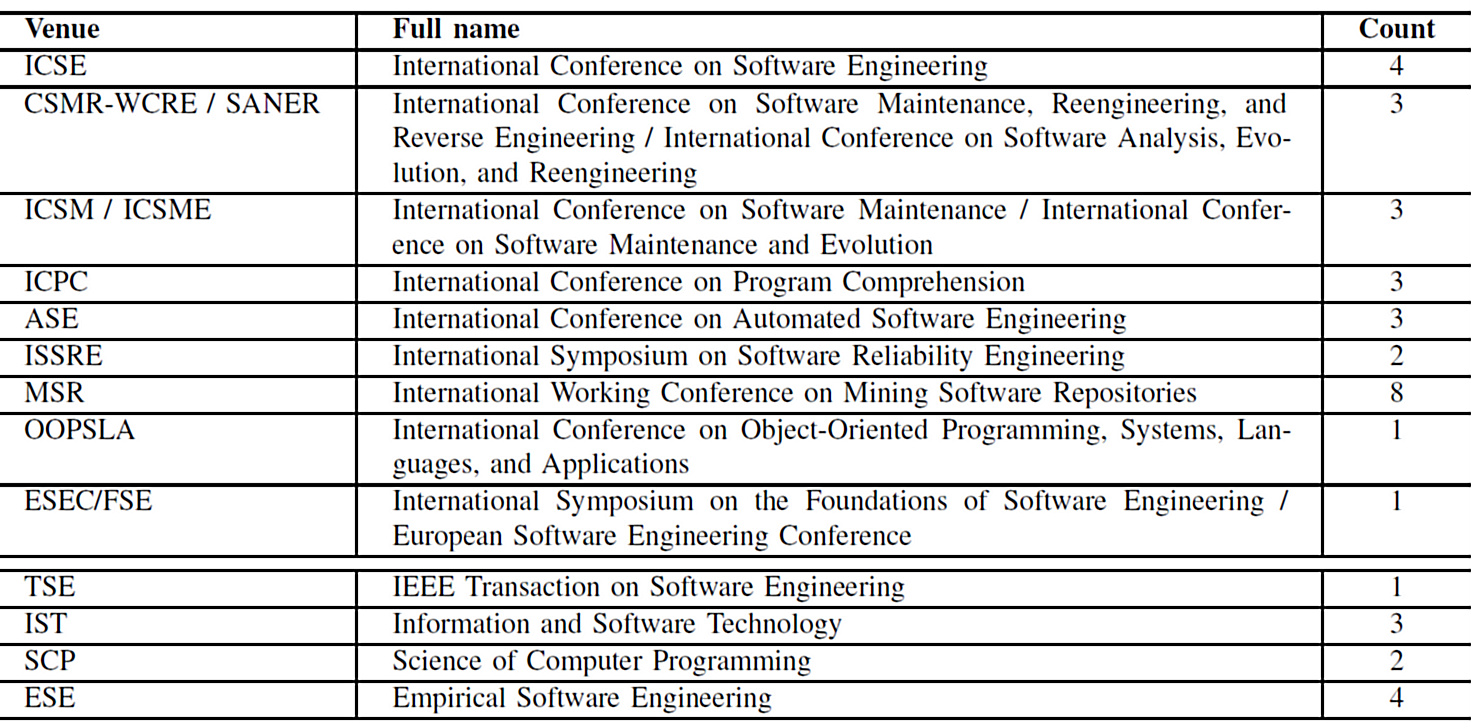 Venue Full name Count
ICSE International Conference on Software Engineering 4
CSMR-WCRE / SANER International Conference on Software Maintenance, Reengineering, and 3
Reverse Engineering / International Conference on Software Analysis, Evo-
lution, and Reengineering
ICSM / ICSME International Conference on Software Maintenance / International Confer- 3
ence on Software Maintenance and Evolution
ICPC International Conference on Program Comprehension 3
ASE International Conference on Automated Software Engineering 3
ISSRE International Symposium on Software Reliability Engineering 2
MSR International Working Conference on Mining Software Repositories 8
OOPSLA International Conference on Object-Oriented Programming, Systems, Lan- 1
guages, and Applications
ESEC/FSE International Symposium on the Foundations of Software Engineering / 1
European Software Engineering Conference
TSE IEEE Transaction on Software Engineering 1
IST Information and Software Technology 3
SCP Science of Computer Programming 2
ESE Empirical Software Engineering 4